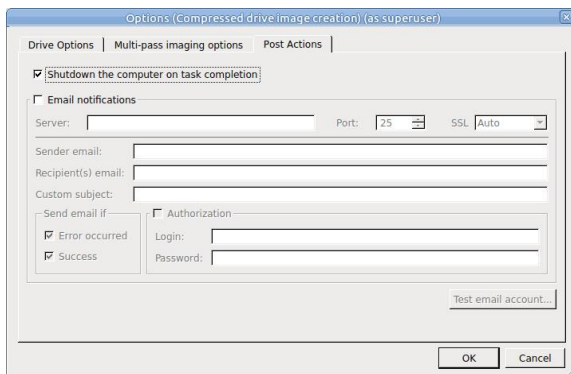 Options (Compressed drive image creation) (as superuser)
Drive Options Multi-pass imaging options Post Actions
Shutdown the computer on task completion
Email notifications
Server: Port: 25 SSL Auto
Sender email:
Recipient(s) email:
Custom subject:
Send email if Authorization
Error occurred Login:
Success Password:
Test email account...
OK Cancel